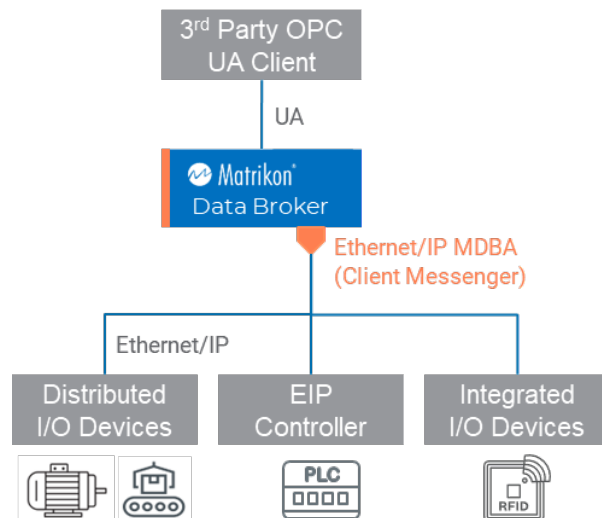 3rd Party OPC
UA Client
UA
Matrikon®
Data Broker
Ethernet/IP MDBA
(Client Messenger)
Ethernet/IP
Distributed
I/O Devices
EIP
Controller
Integrated
I/O Devices
PLC
RFID